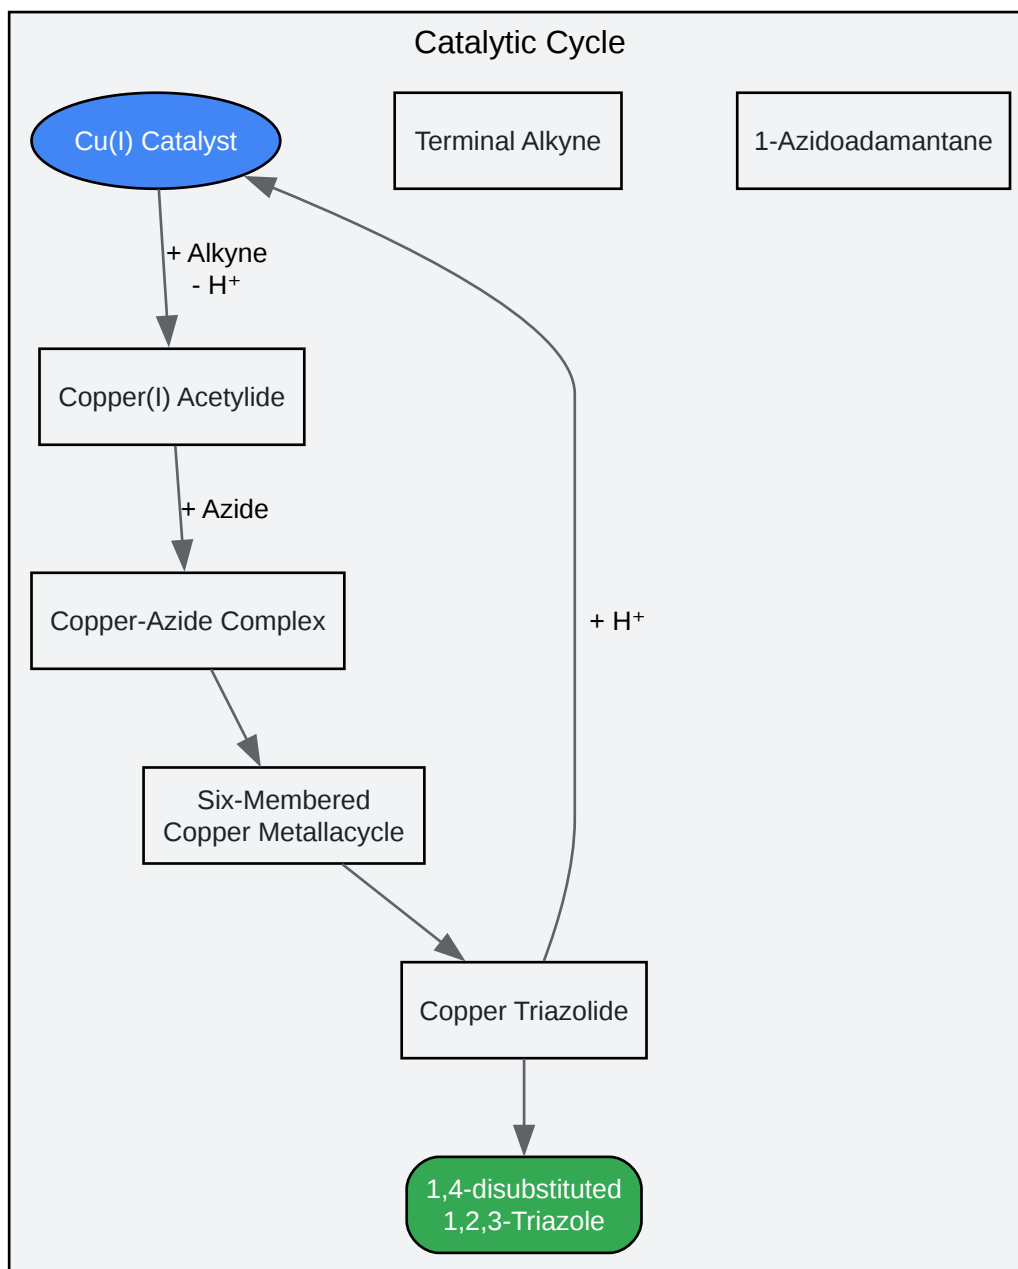 Catalytic Cycle
Cu(I) Catalyst
Terminal Alkyne
1-Azidoadamantane
+ Alkyne
- H⁺
Copper(I) Acetylide
+ Azide
Copper-Azide Complex
+ H⁺
Six-Membered
Copper Metallacycle
Copper Triazolide
1,4-disubstituted
1,2,3-Triazole